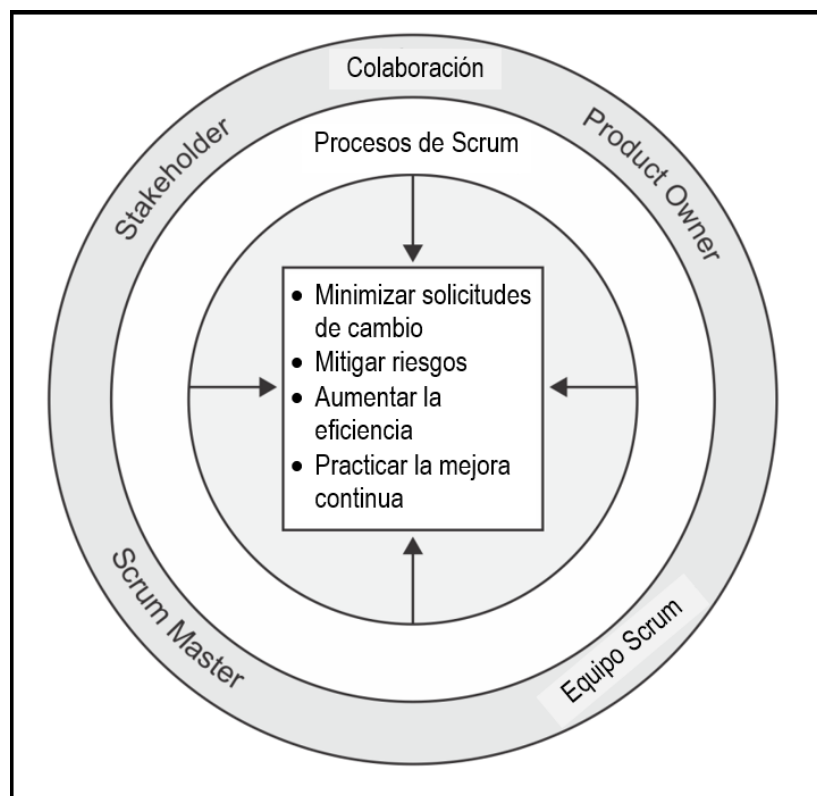 Colaboración
Stakeholder
Product Owner
Procesos de Scrum
• Minimizar solicitudes
de cambio
• Mitigar riesgos
• Aumentar la
eficiencia
• Practicar la mejora
continua
Scrum Master
Equipo Scrum